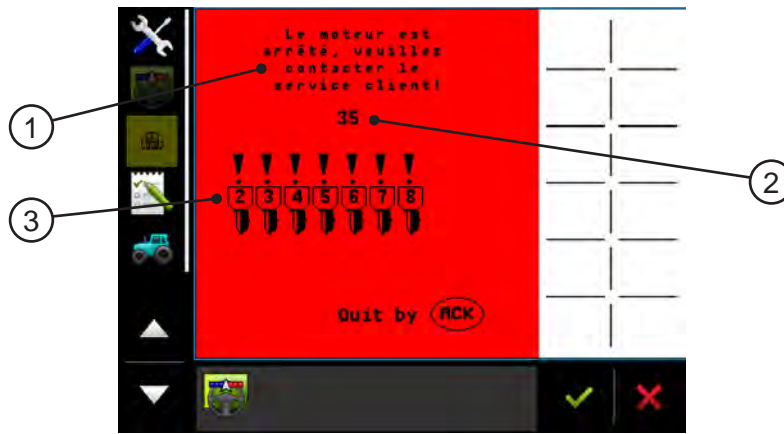 Le moteur est
arrêté, veuillez
contacter le
service client!
35
1
2
3
2 3 4 5 6 7 8
Quit by ACK